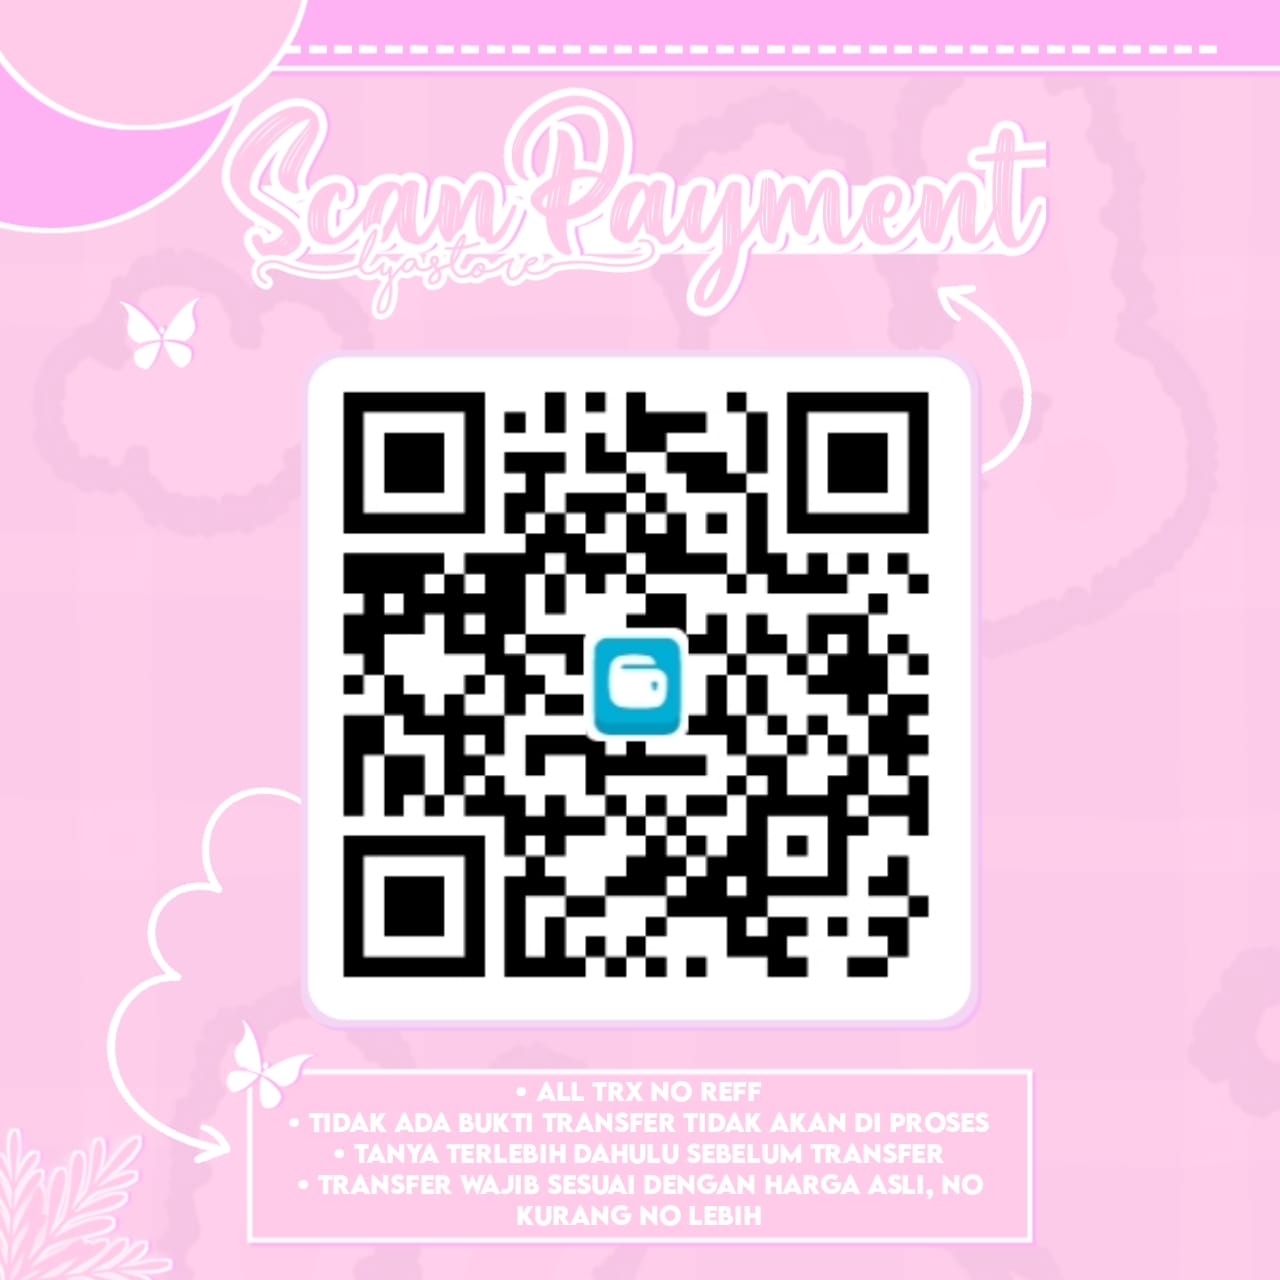 Scan Payment
lyastore
• ALL TRX NO REFF
• TIDAK ADA BUKTI TRANSFER TIDAK AKAN DI PROSES
• TANYA TERLEBIH DAHULU SEBELUM TRANSFER
• TRANSFER WAJIB SESUAI DENGAN HARGA ASLI, NO
KURANG NO LEBIH